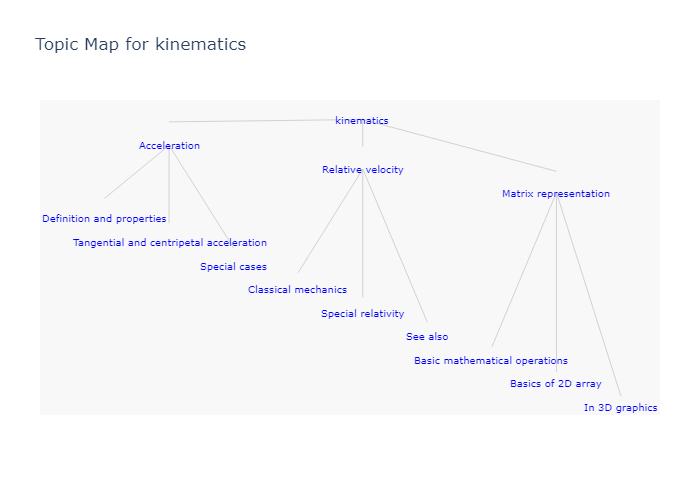 Topic Map for kinematics
kinematics
Acceleration
Relative velocity
Matrix representation
Definition and properties
Tangential and centripetal acceleration
Special cases
Classical mechanics
Special relativity
See also
Basic mathematical operations
Basics of 2D array
In 3D graphics